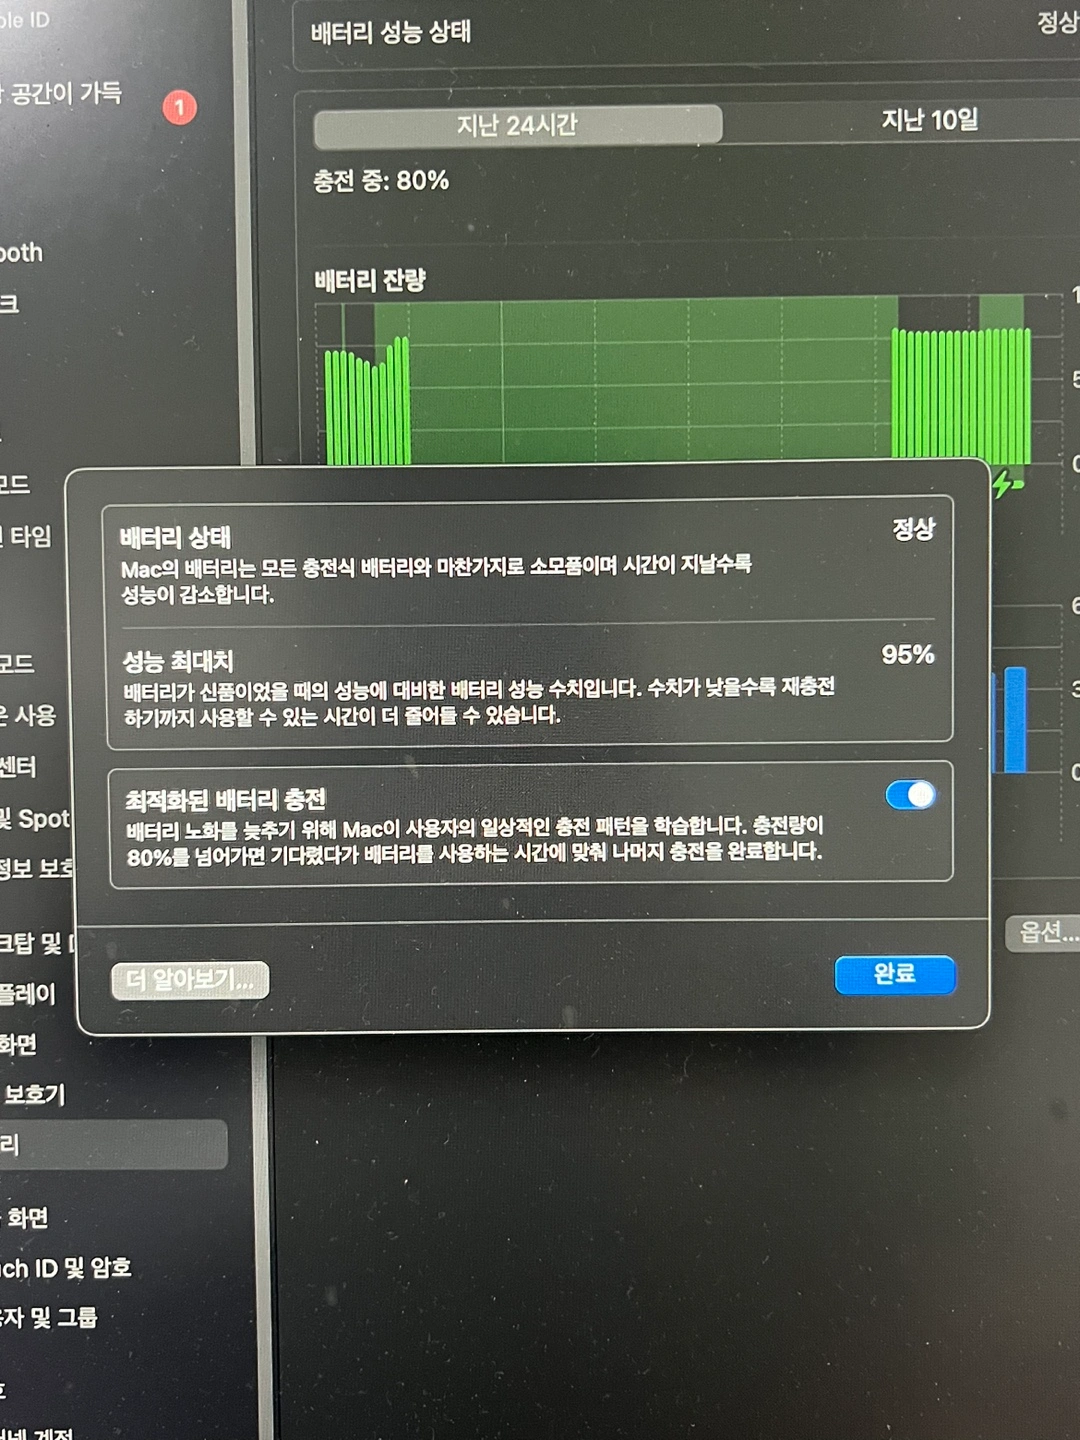 ple ID
공간이 가득
1
ooth
크
모드
타임
모드
사용
센터
및 Spot
정보 보호
크탑 및
플레이
화면
보호기
리
화면
uch ID 및 암호
용자 및 그룹
호
터넷 계정
배터리 성능 상태
정상
지난 24시간
지난 10일
충전 중: 80%
배터리 잔량
배터리 상태
정상
Mac의 배터리는 모든 충전식 배터리와 마찬가지로 소모품이며 시간이 지날수록
성능이 감소합니다.
성능 최대치
95%
배터리가 신품이었을 때의 성능에 대비한 배터리 성능 수치입니다. 수치가 낮을수록 재충전
하기까지 사용할 수 있는 시간이 더 줄어들 수 있습니다.
최적화된 배터리 충전
배터리 노화를 늦추기 위해 Mac이 사용자의 일상적인 충전 패턴을 학습합니다. 충전량이
80%를 넘어가면 기다렸다가 배터리를 사용하는 시간에 맞춰 나머지 충전을 완료합니다.
더 알아보기...
완료
옵션...